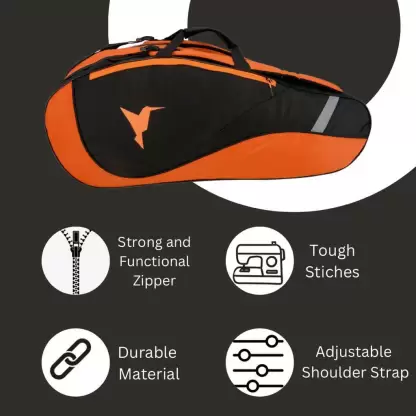 Strong and
Functional
Zipper
Tough
Stiches
Durable
Material
Adjustable
Shoulder Strap